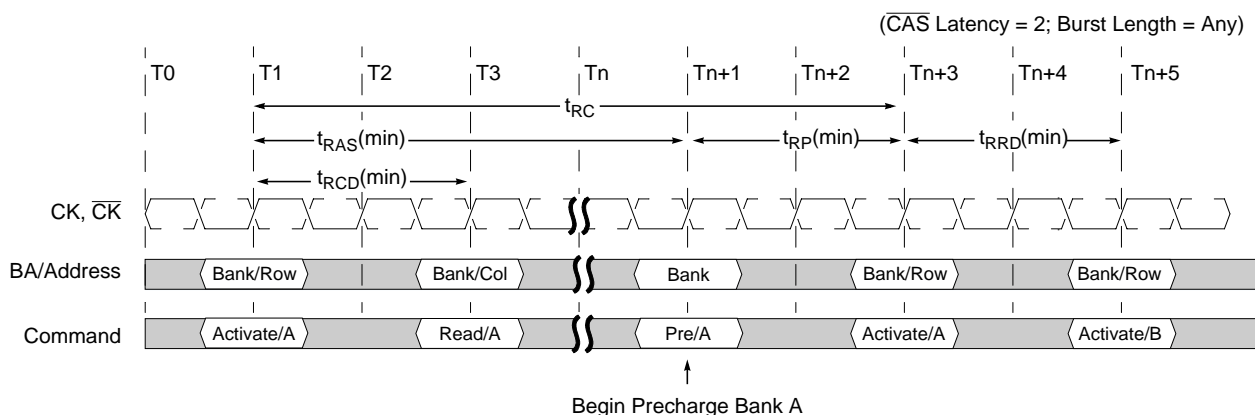 (CAS Latency = 2; Burst Length = Any)
T0 T1 T2 T3 Tn Tn+1 Tn+2 Tn+3 Tn+4 Tn+5
tRC
tRAS(min) tRP(min) tRRD(min)
tRCD(min)
CK, CK
BA/Address Bank/Row Bank/Col Bank Bank/Row Bank/Row
Command Activate/A Read/A Pre/A Activate/A Activate/B
Begin Precharge Bank A